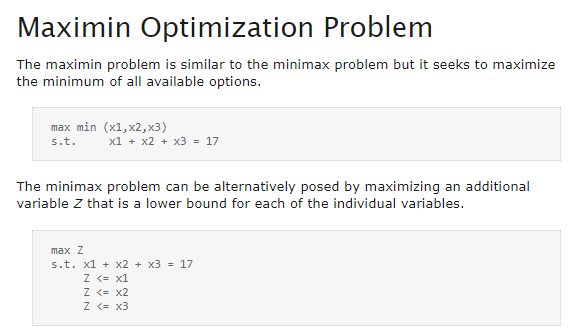 Maximin Optimization Problem
The maximin problem is similar to the minimax problem but it seeks to maximize
the minimum of all available options.
max min (x1,x2,x3)
s.t.     x1 + x2 + x3 = 17
The minimax problem can be alternatively posed by maximizing an additional
variable Z that is a lower bound for each of the individual variables.
max Z
s.t. x1 + x2 + x3 = 17
     Z <= x1
     Z <= x2
     Z <= x3